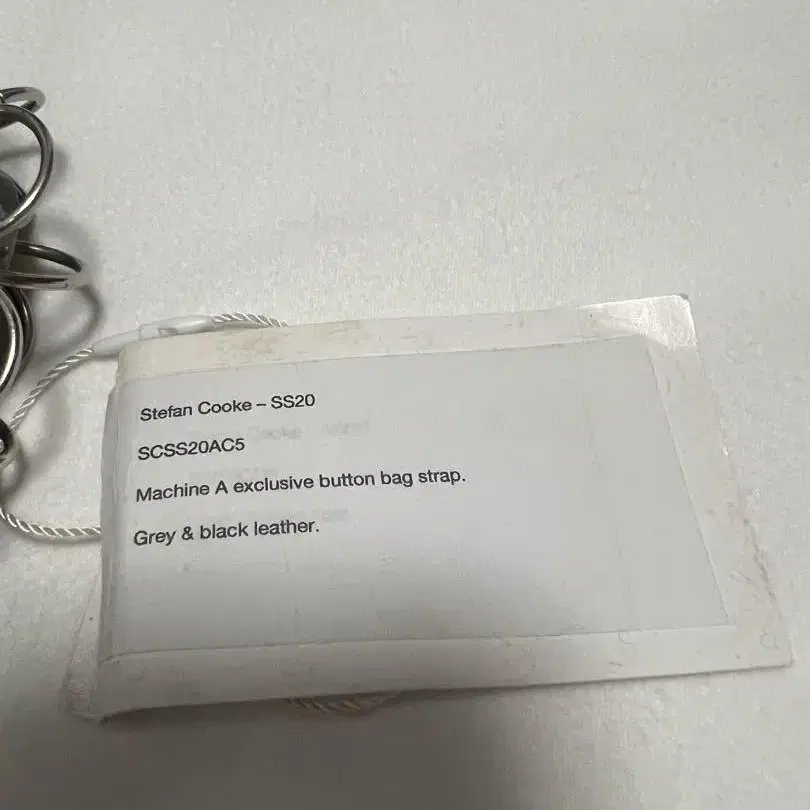 Stefan Cooke – SS20
SCSS20AC5
Machine A exclusive button bag strap.
Grey & black leather.